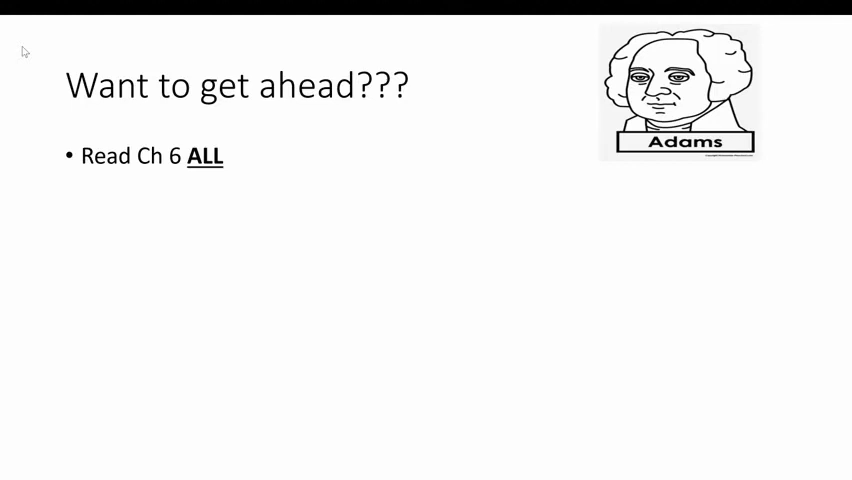 Want to get ahead???
• Read Ch 6 ALL
Adams